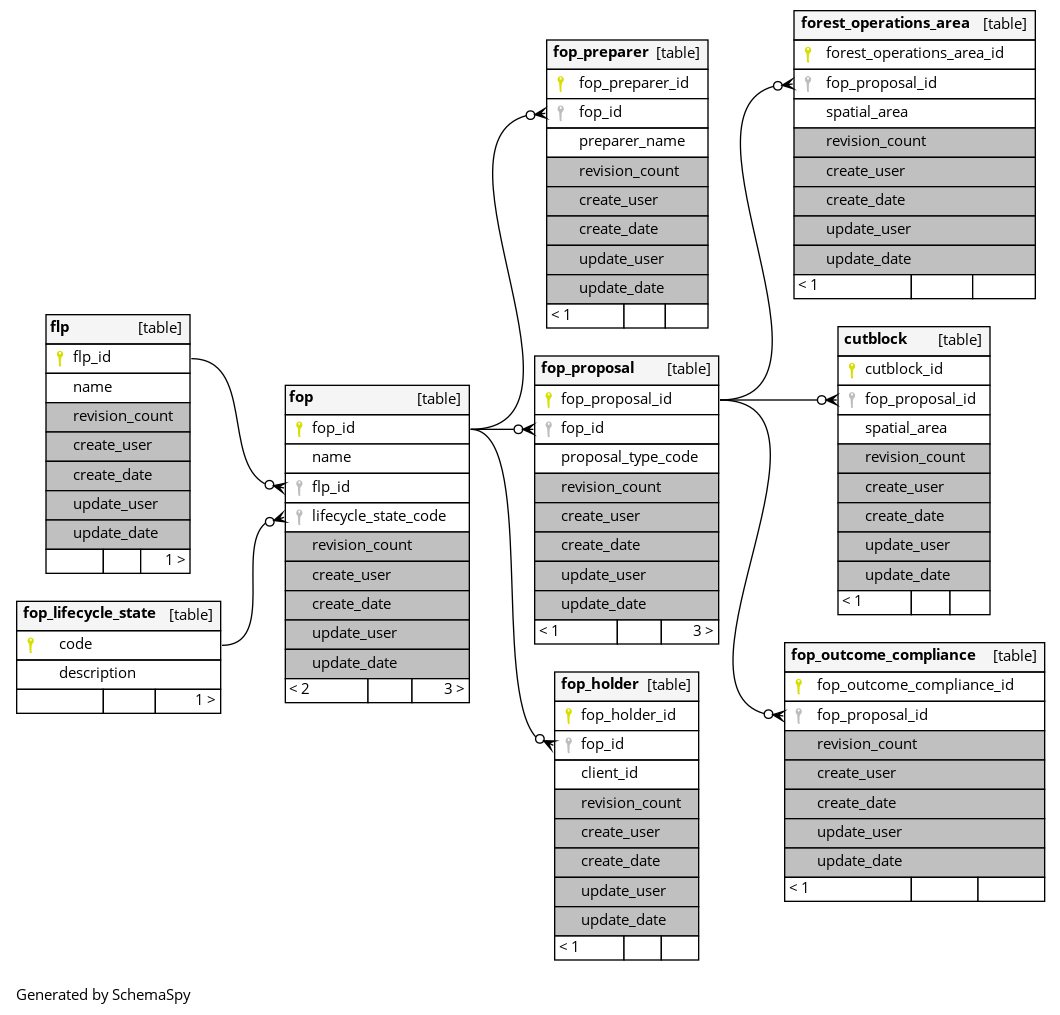 forest_operations_area [table]
forest_operations_area_id
fop_proposal_id
spatial_area
revision_count
create_user
create_date
update_user
update_date
< 1
fop_preparer [table]
fop_preparer_id
fop_id
preparer_name
revision_count
create_user
create_date
update_user
update_date
< 1
flp [table]
flp_id
name
revision_count
create_user
create_date
update_user
update_date
1 >
cutblock [table]
cutblock_id
fop_proposal_id
spatial_area
revision_count
create_user
create_date
update_user
update_date
< 1
fop_proposal [table]
fop_proposal_id
fop_id
proposal_type_code
revision_count
create_user
create_date
update_user
update_date
< 1 3 >
fop [table]
fop_id
name
flp_id
lifecycle_state_code
revision_count
create_user
create_date
update_user
update_date
< 2 3 >
fop_lifecycle_state [table]
code
description
1 >
fop_outcome_compliance [table]
fop_outcome_compliance_id
fop_proposal_id
revision_count
create_user
create_date
update_user
update_date
< 1
fop_holder [table]
fop_holder_id
fop_id
client_id
revision_count
create_user
create_date
update_user
update_date
< 1
Generated by SchemaSpy